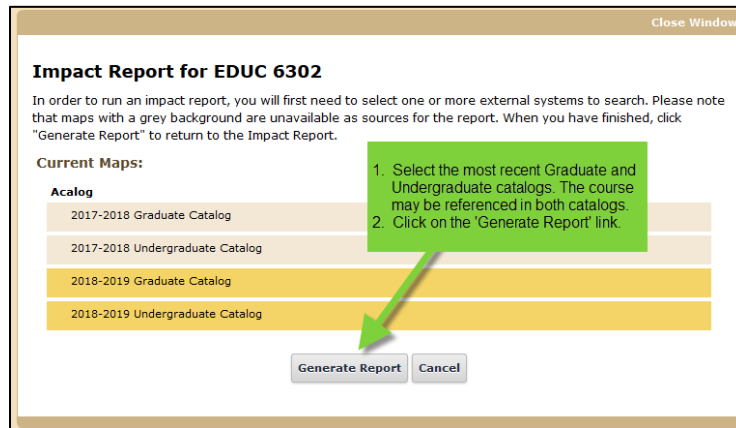 Close Window
Impact Report for EDUC 6302
In order to run an impact report, you will first need to select one or more external systems to search. Please note
that maps with a grey background are unavailable as sources for the report. When you have finished, click
"Generate Report" to return to the Impact Report.
Current Maps:
1. Select the most recent Graduate and
Undergraduate catalogs. The course
may be referenced in both catalogs.
2. Click on the 'Generate Report' link.
Acalog
2017-2018 Graduate Catalog
2017-2018 Undergraduate Catalog
2018-2019 Graduate Catalog
2018-2019 Undergraduate Catalog
Generate Report Cancel